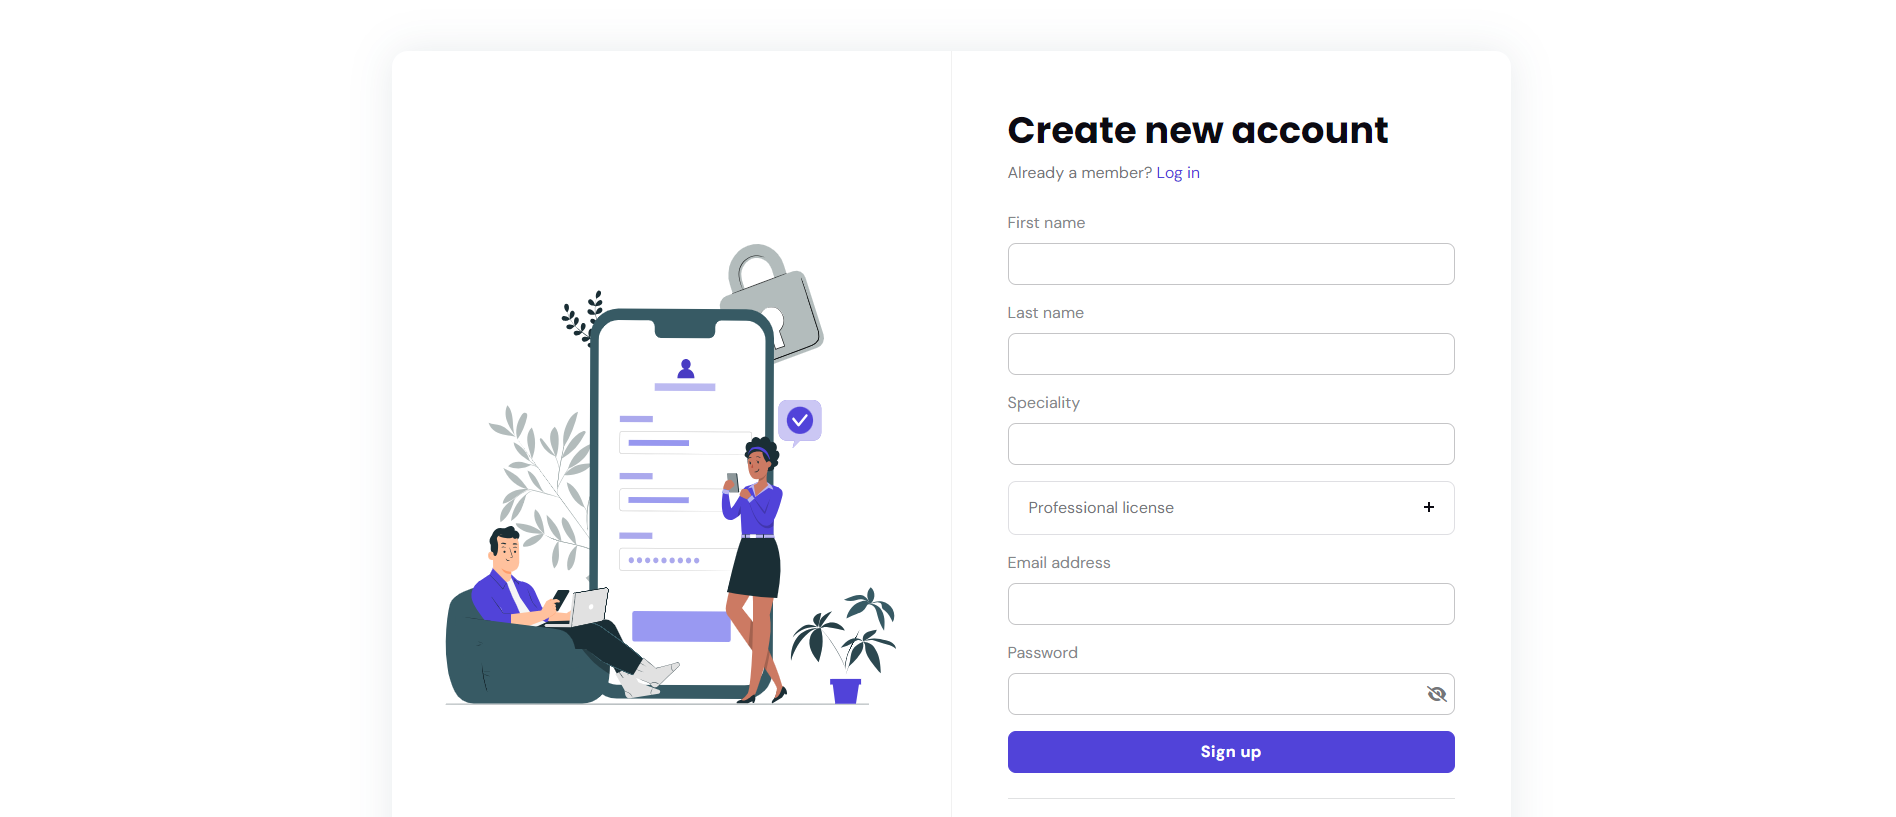 Create new account
Already a member? Log in
First name
Last name
Speciality
Professional license
Email address
Password
Sign up